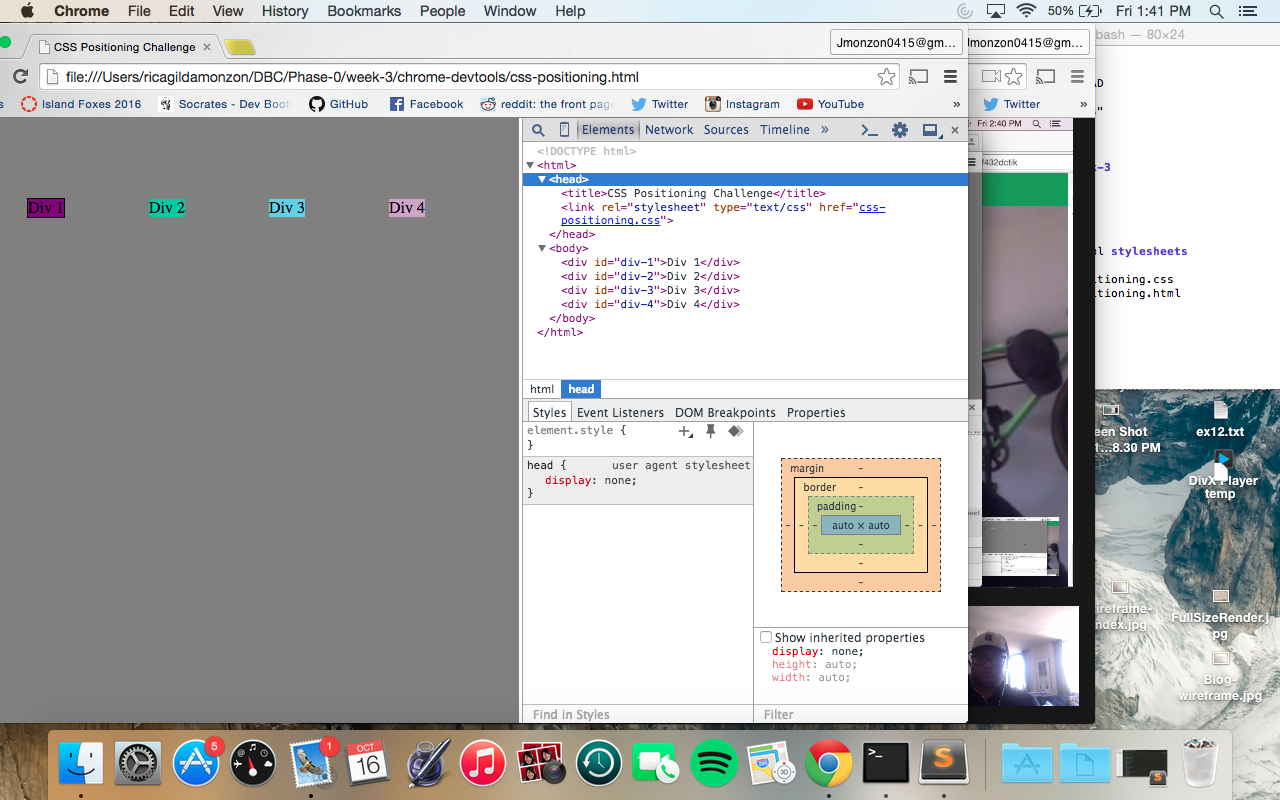 Chrome File Edit View History Bookmarks People Window Help 50% Fri 1:41 PM
CSS Positioning Challenge
Jmonzon0415@gm...
Jmonzon0415@gm...
bash — 80×24
file:///Users/ricagildamonzon/DBC/Phase-0/week-3/chrome-devtools/css-positioning.html
Island Foxes 2016 Socrates - Dev Boot GitHub Facebook reddit: the front page Twitter Instagram YouTube »
Twitter »
Div 1
Div 2
Div 3
Div 4
Elements Network Sources Timeline »
<!DOCTYPE html>
<html>
<head>
<title>CSS Positioning Challenge</title>
<link rel="stylesheet" type="text/css" href="css-
positioning.css">
</head>
<body>
<div id="div-1">Div 1</div>
<div id="div-2">Div 2</div>
<div id="div-3">Div 3</div>
<div id="div-4">Div 4</div>
</body>
</html>
html head
Styles Event Listeners DOM Breakpoints Properties
element.style {
}
head { user agent stylesheet
display: none;
}
margin -
border -
padding -
- - - auto × auto - - -
-
-
-
Show inherited properties
display: none;
height: auto;
width: auto;
Find in Styles
Filter
Fri 2:40 PM
f432dctik
AD
"
k-3
ul stylesheets
itioning.css
itioning.html
een Shot
1...8.30 PM
ex12.txt
DivX Player
temp
wireframe-
index.jpg
FullSizeRender.j
pg
Blog-
wireframe.jpg
5
1
OCT
16